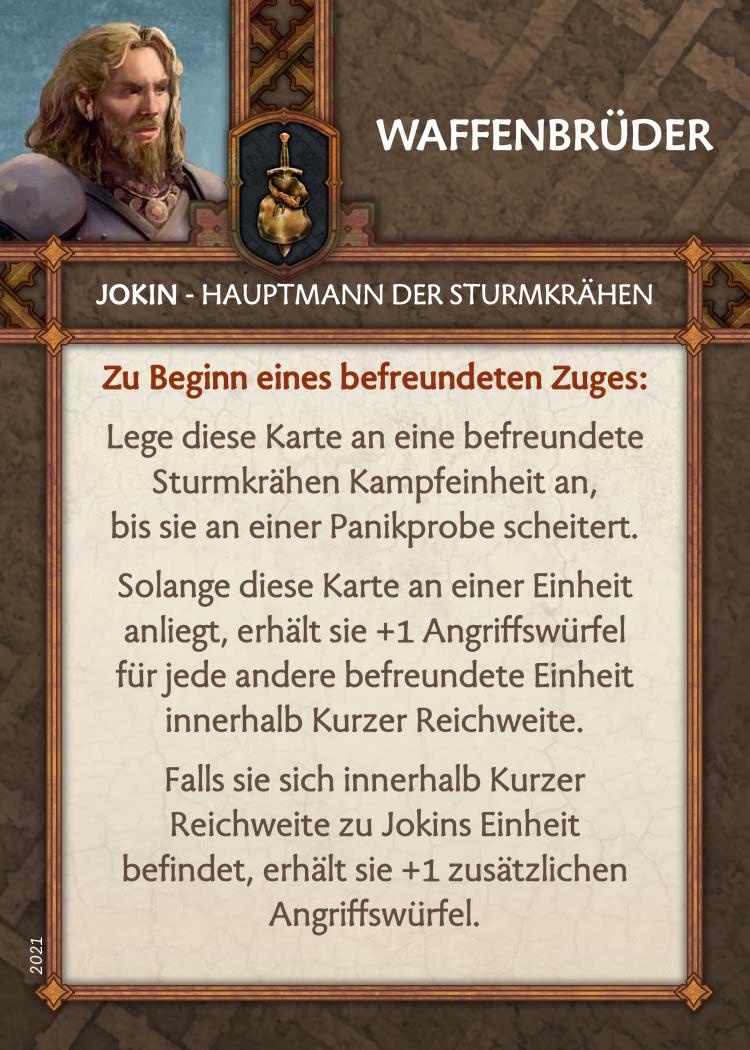 WAFFENBRÜDER
JOKIN - HAUPTMANN DER STURMKRÄHEN
Zu Beginn eines befreundeten Zuges:
Lege diese Karte an eine befreundete
Sturmkrähen Kampfeinheit an,
bis sie an einer Panikprobe scheitert.
Solange diese Karte an einer Einheit
anliegt, erhält sie +1 Angriffswürfel
für jede andere befreundete Einheit
innerhalb Kurzer Reichweite.
Falls sie sich innerhalb Kurzer
Reichweite zu Jokins Einheit
befindet, erhält sie +1 zusätzlichen
Angriffswürfel.
2021